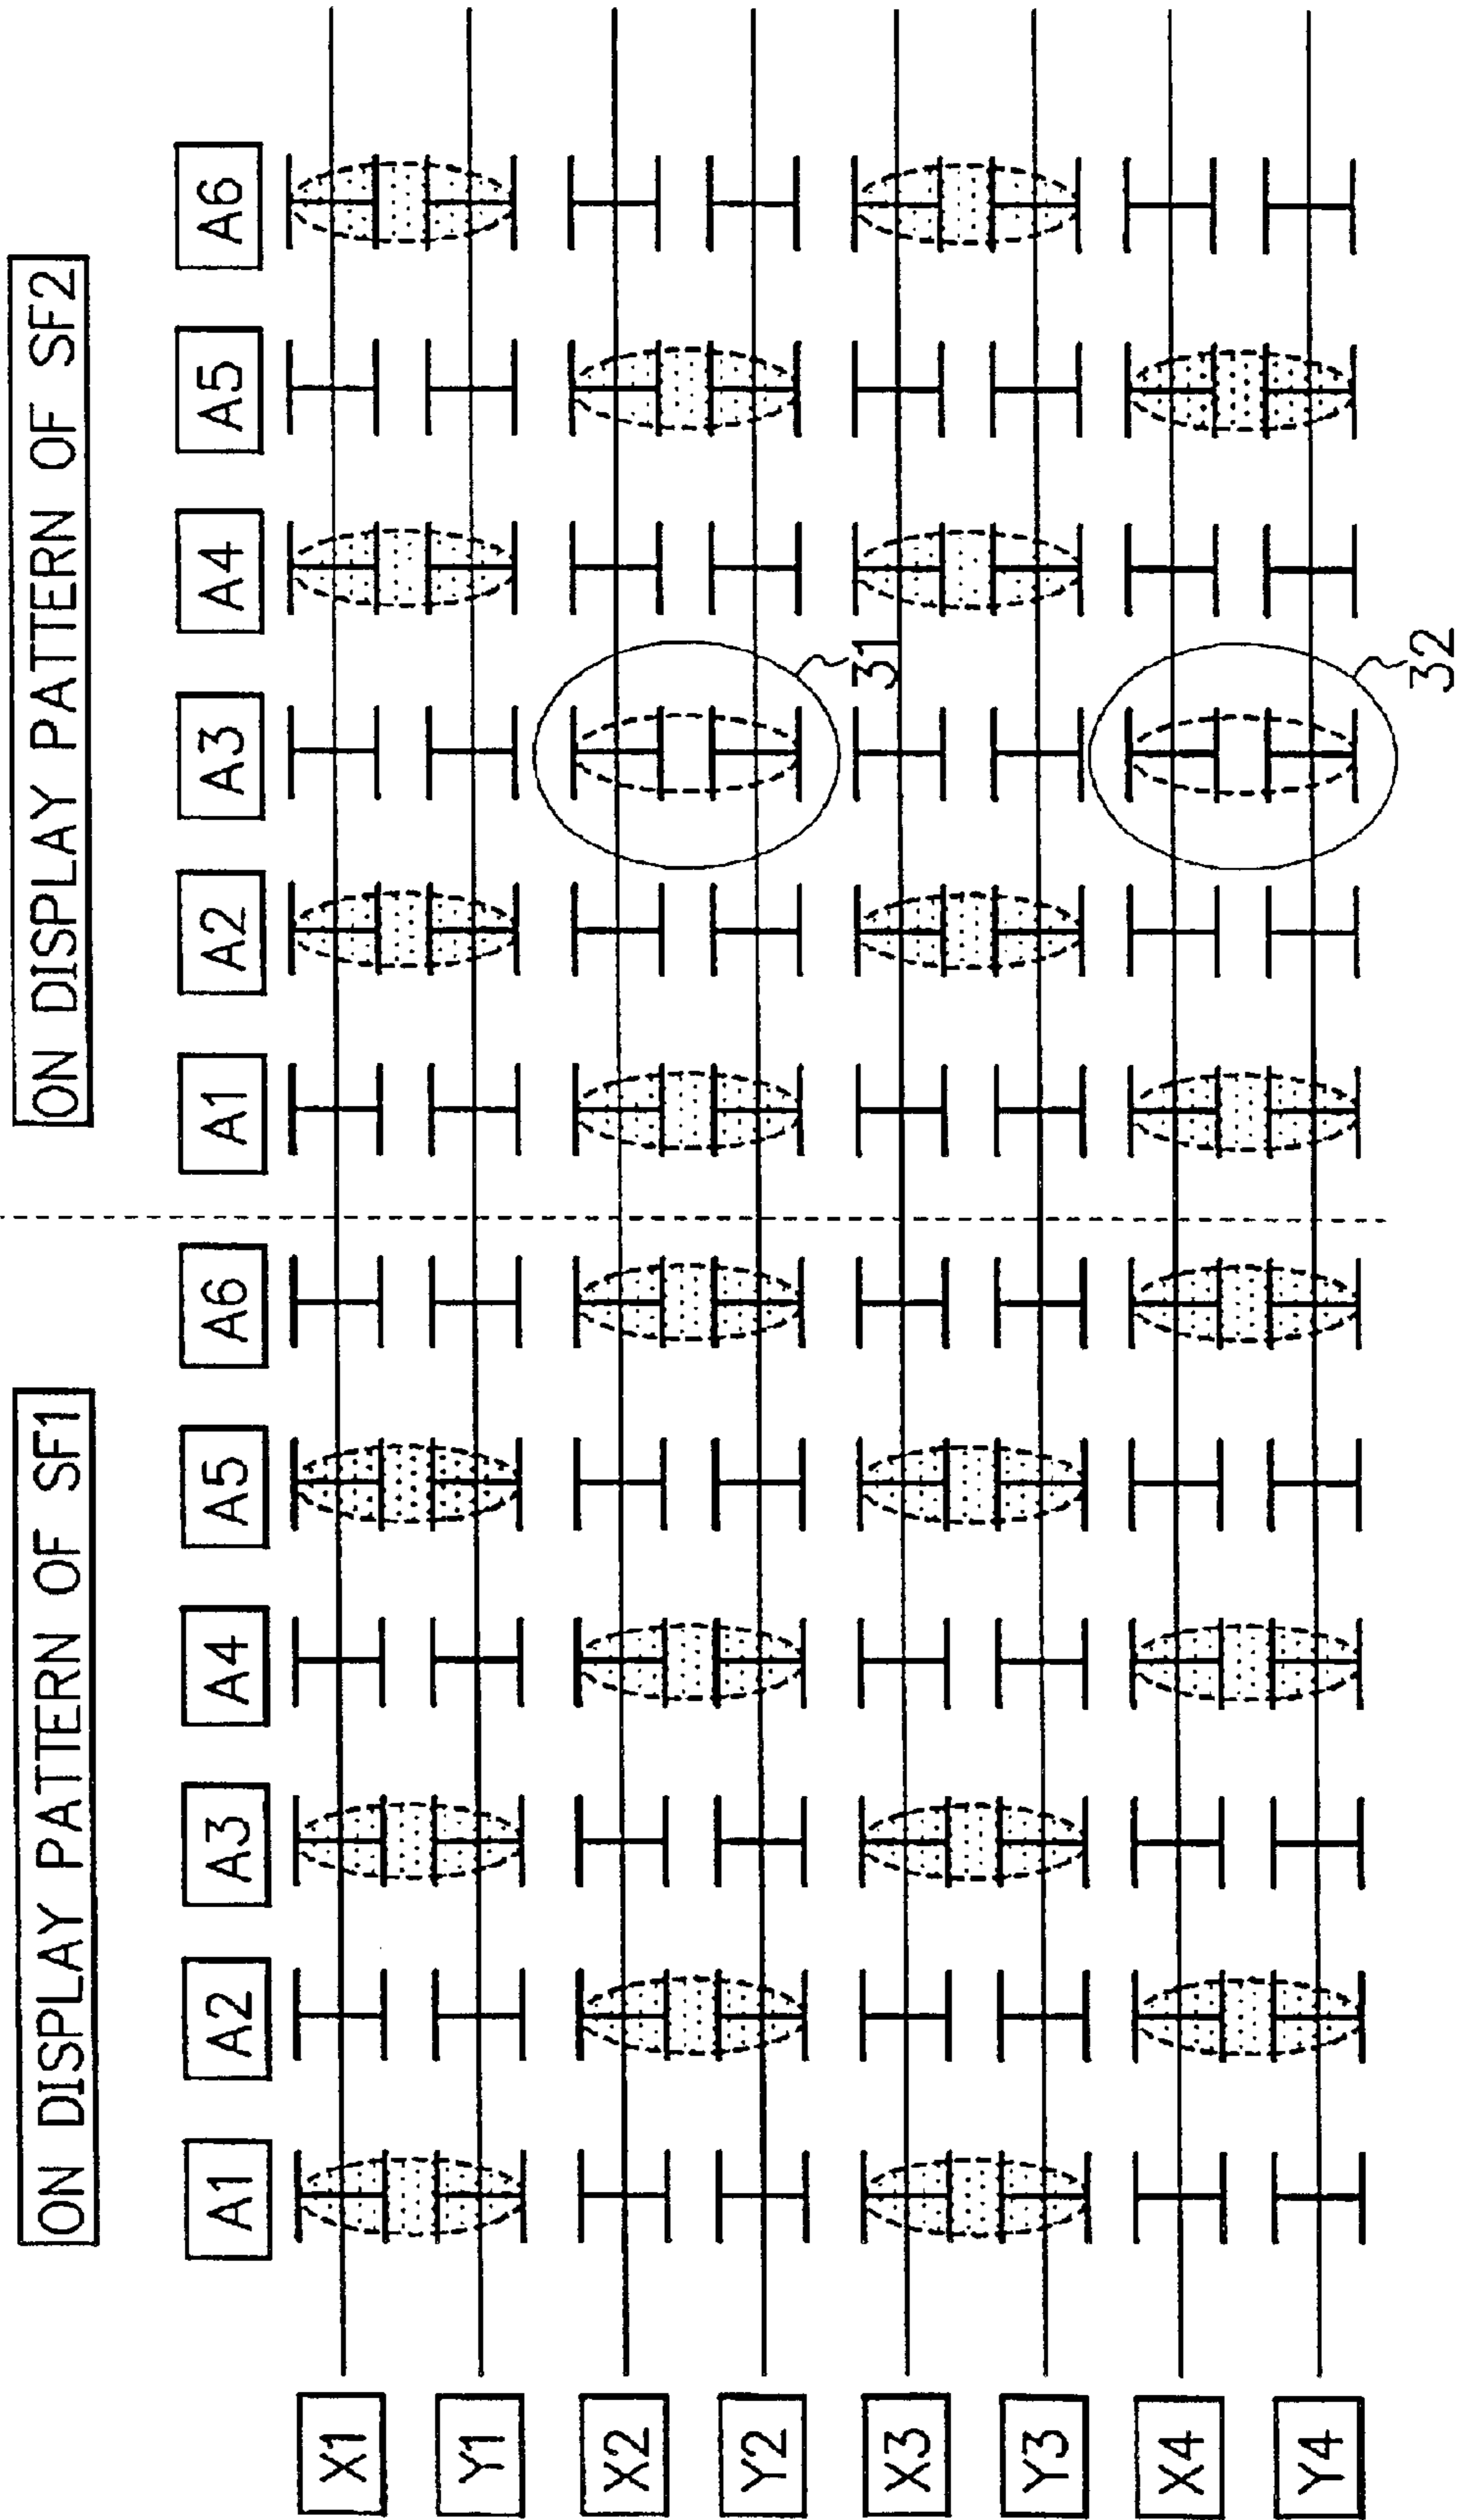 ON DISPLAY PATTERN OF SF1
ON DISPLAY PATTERN OF SF2
A1
A2
A3
A4
A5
A6
A1
A2
A3
A4
A5
A6
X1
Y1
X2
Y2
31
X3
Y3
X4
Y4
32